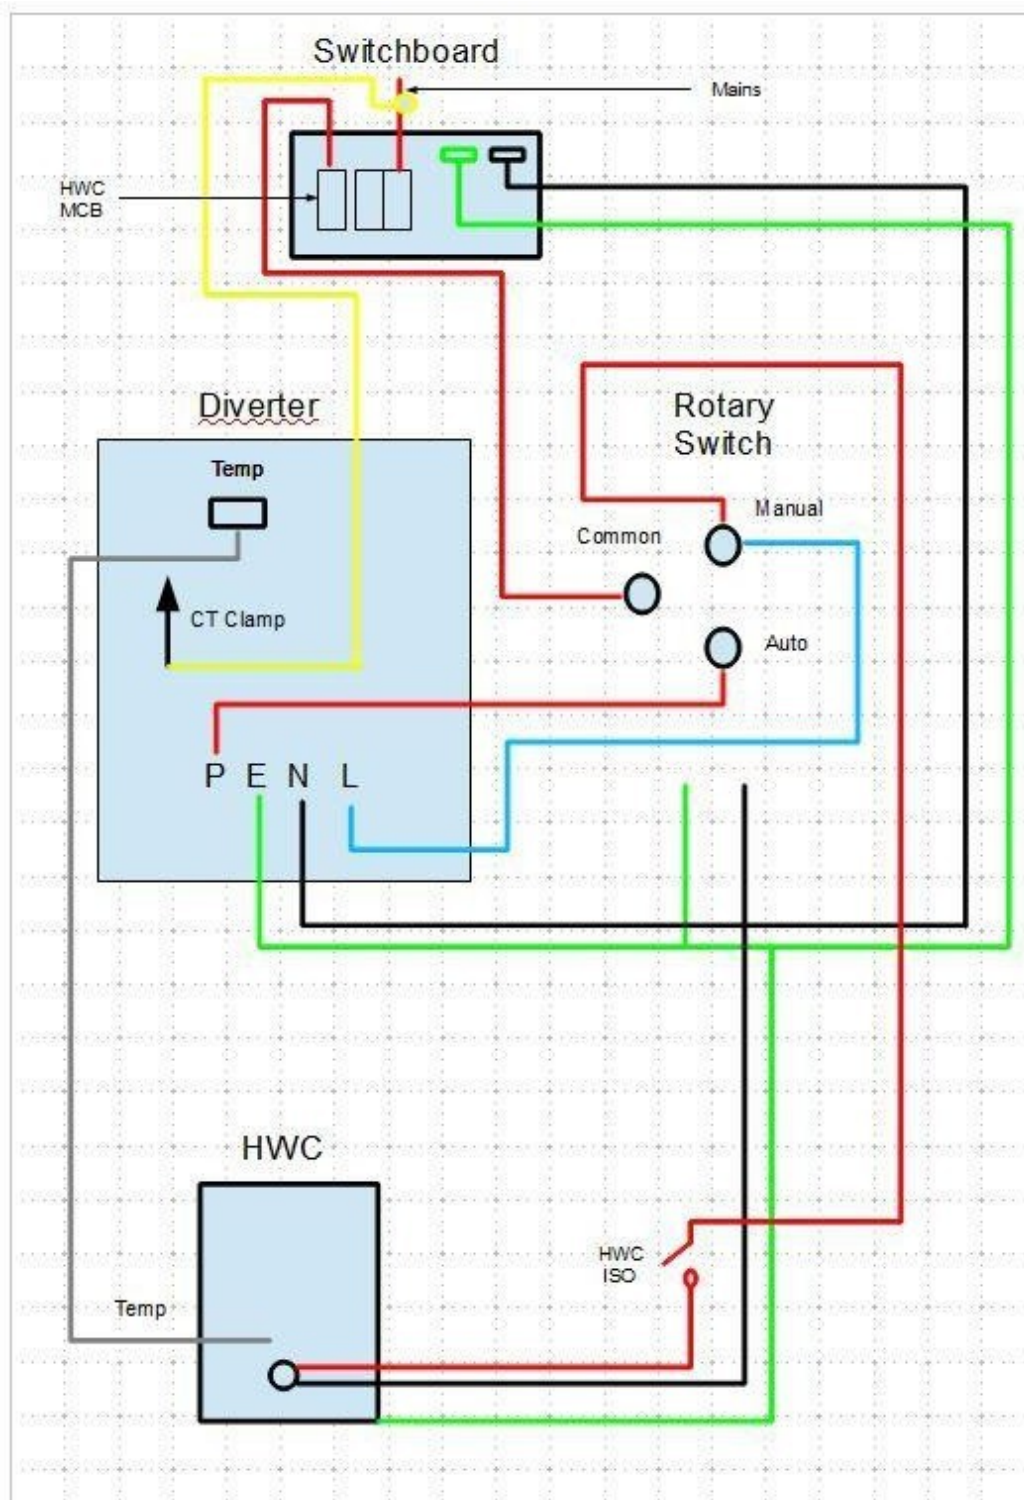 Switchboard
Mains
HWC
MCB
Diverter
Rotary
Switch
Temp
Manual
Common
CT Clamp
Auto
P E N L
HWC
HWC
ISO
Temp